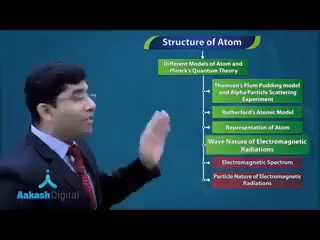 Structure of Atom
Different Models of Atom and
Planck's Quantum Theory
Thomson's Plum Pudding model
and Alpha Particle Scattering
Experiment
Rutherford's Atomic Model
Representation of Atom
Wave Nature of Electromagnetic
Radiations
Electromagnetic Spectrum
Particle Nature of Electromagnetic
Radiations
Aakash Digital